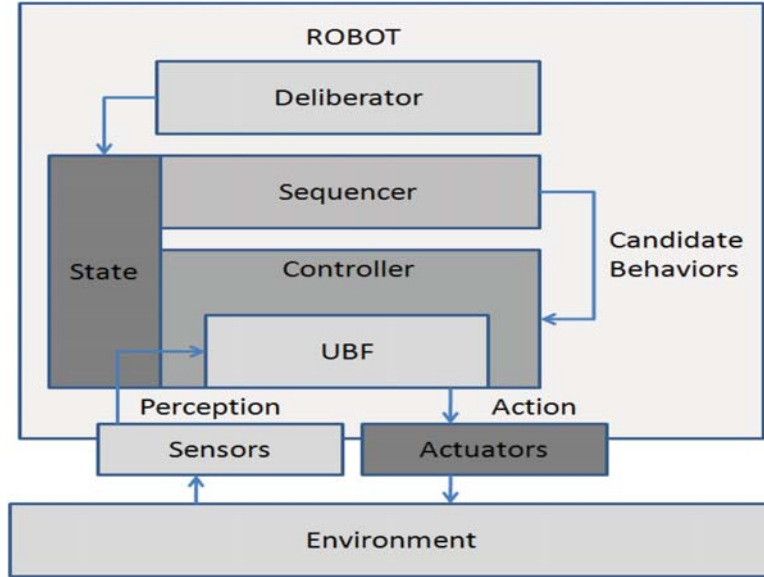 ROBOT
Deliberator
Sequencer
Candidate
Behaviors
State
Controller
UBF
Perception
Action
Sensors
Actuators
Environment